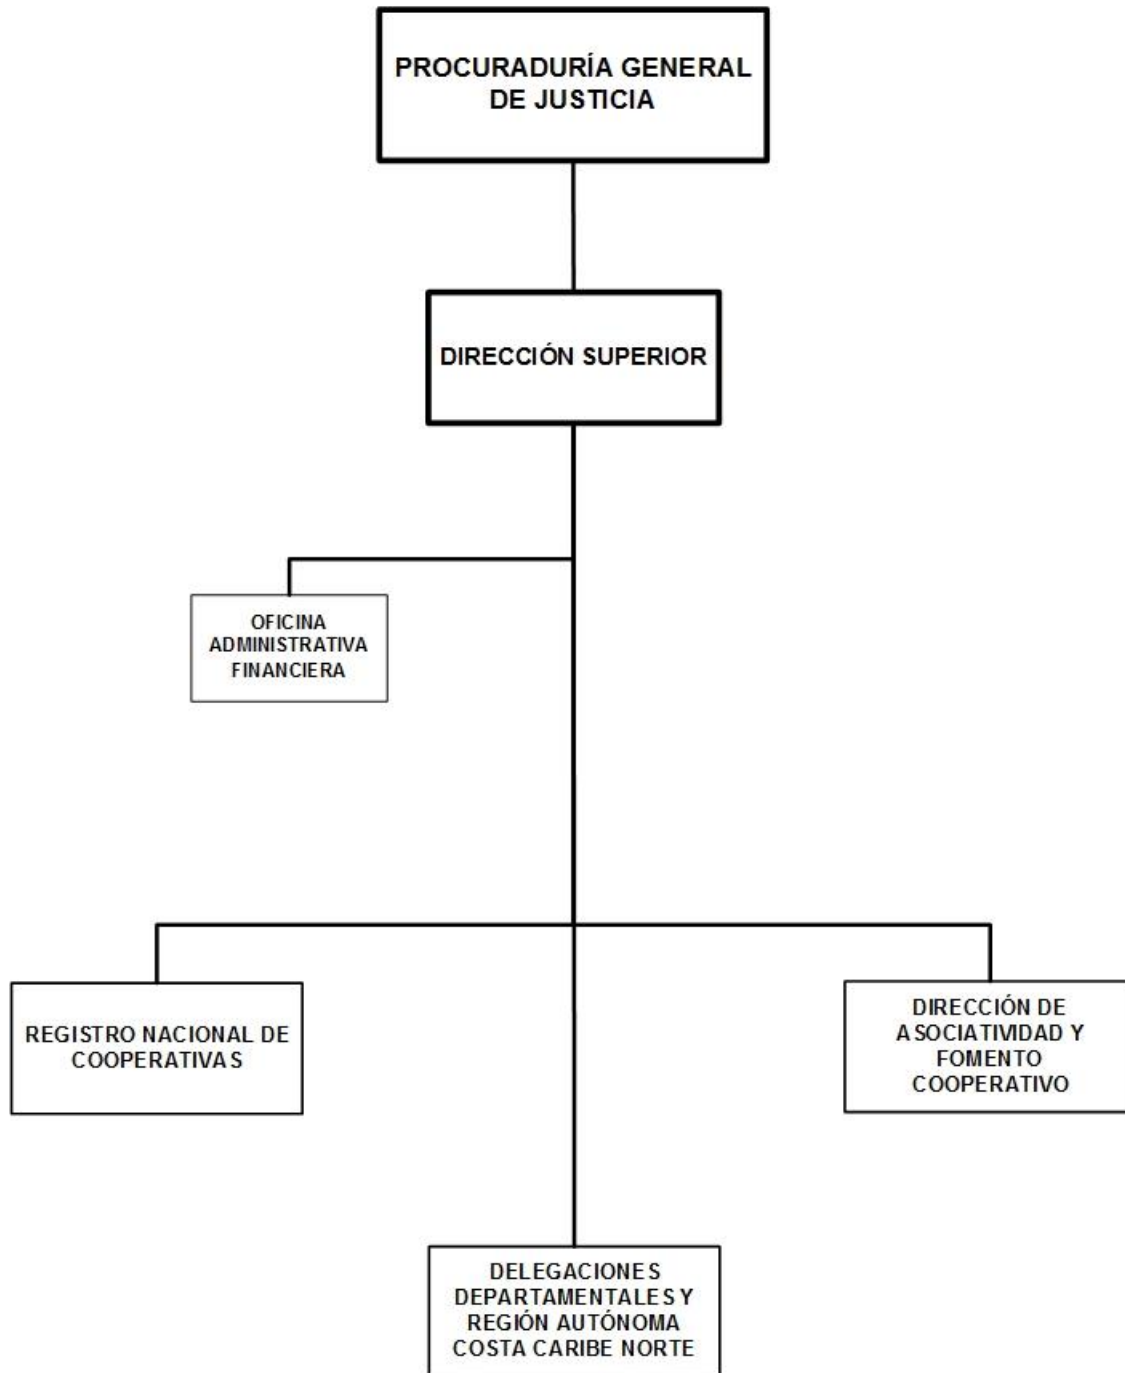 PROCURADURÍA GENERAL
DE JUSTICIA
DIRECCIÓN SUPERIOR
OFICINA
ADMINISTRATIVA
FINANCIERA
REGISTRO NACIONAL DE
COOPERATIVAS
DIRECCIÓN DE
ASOCIATIVIDAD Y
FOMENTO
COOPERATIVO
DELEGACIONES
DEPARTAMENTALES Y
REGIÓN AUTÓNOMA
COSTA CARIBE NORTE